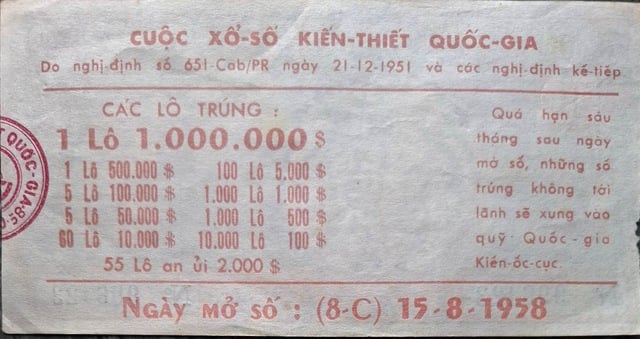 CUỘC XỔ-SỐ KIẾN-THIẾT QUỐC-GIA
Do nghị-định số 651-Cab/PR ngày 21-12-1951 và các nghị-định kế-tiếp
CÁC LÔ TRÚNG :
1 Lô 1.000.000 $
1 Lô 500.000 $ 100 Lô 5.000 $
5 Lô 100.000 $ 1.000 Lô 1.000 $
5 Lô 50.000 $ 1.000 Lô 500 $
60 Lô 10.000 $ 10.000 Lô 100 $
55 Lô an ủi 2.000 $
Quá hạn sáu
tháng sau ngày
mở số, những số
trúng không tới
lãnh sẽ xung vào
quỹ Quốc-gia
Kiến-ốc-cục.
NGÀY MỞ SỐ : (8-C) 15-8-1958
QUỐC-GIA